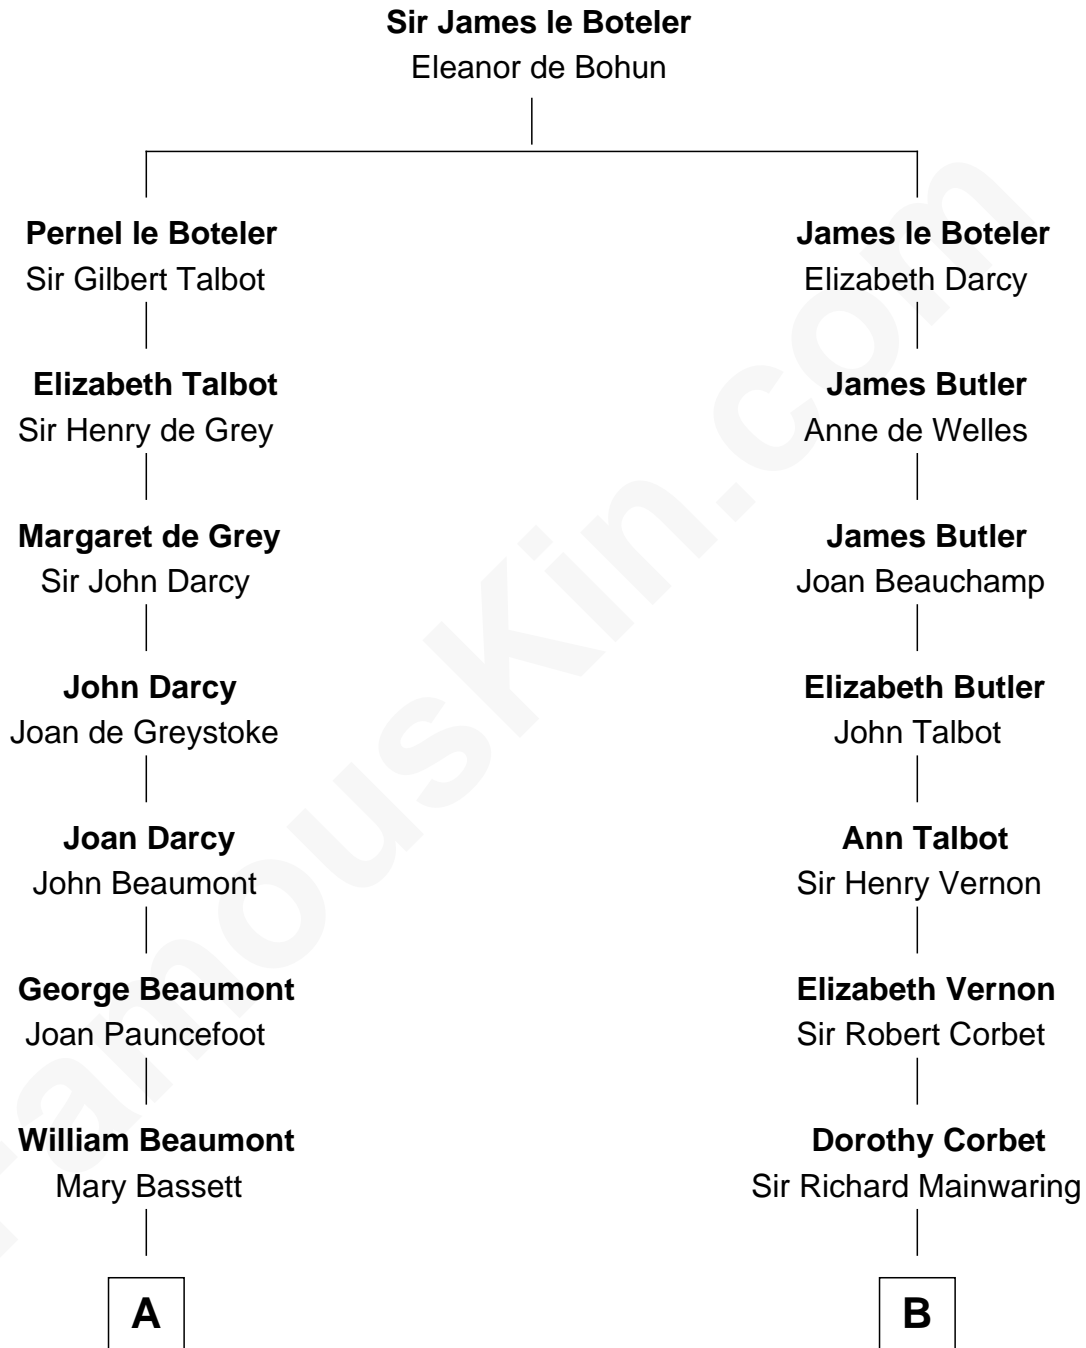 Sir James le Boteler
Eleanor de Bohun
Pernel le Boteler
Sir Gilbert Talbot
James le Boteler
Elizabeth Darcy
Elizabeth Talbot
Sir Henry de Grey
James Butler
Anne de Welles
Margaret de Grey
Sir John Darcy
James Butler
Joan Beauchamp
John Darcy
Joan de Greystoke
Elizabeth Butler
John Talbot
Joan Darcy
John Beaumont
Ann Talbot
Sir Henry Vernon
George Beaumont
Joan Pauncefoot
Elizabeth Vernon
Sir Robert Corbet
William Beaumont
Mary Bassett
Dorothy Corbet
Sir Richard Mainwaring
A
B
FamousKin.com